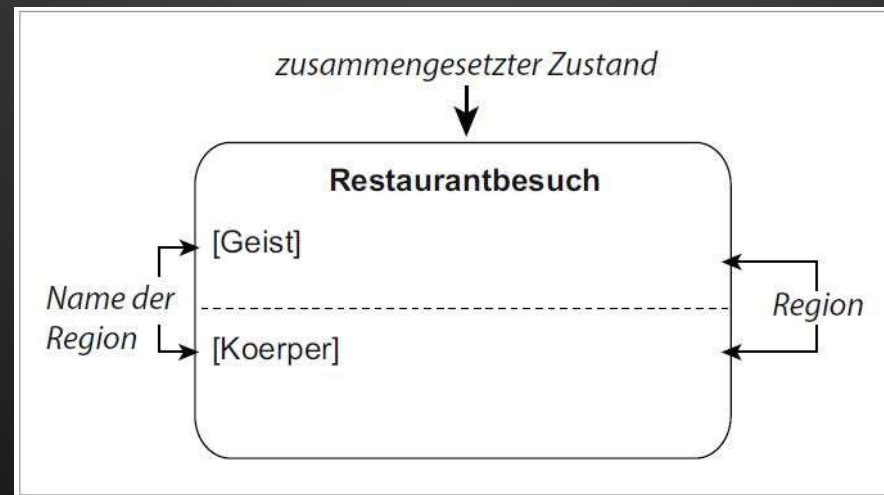 zusammengesetzter Zustand
Restaurantbesuch
[Geist]
Name der
Region
Region
[Koerper]